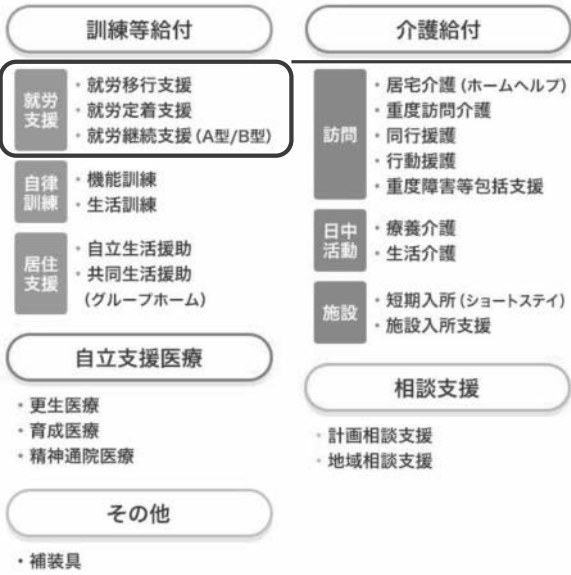 訓練等給付
就労
支援
・就労移行支援
・就労定着支援
・就労継続支援(A型/B型)
自律
訓練
・機能訓練
・生活訓練
居住
支援
・自立生活援助
・共同生活援助
(グループホーム)
自立支援医療
・更生医療
・育成医療
・精神通院医療
その他
・補装具
介護給付
訪問
・居宅介護(ホームヘルプ)
・重度訪問介護
・同行援護
・行動援護
・重度障害等包括支援
日中
活動
・療養介護
・生活介護
施設
・短期入所(ショートステイ)
・施設入所支援
相談支援
・計画相談支援
・地域相談支援